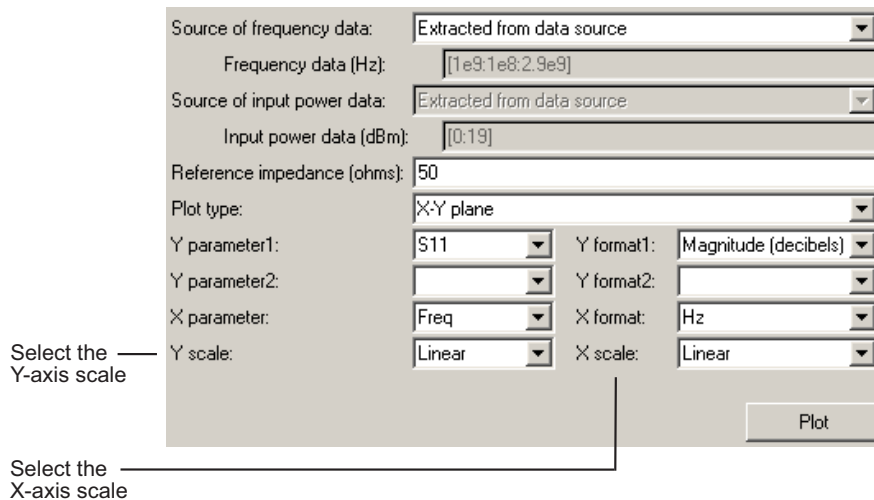 Source of frequency data: Extracted from data source
Frequency data (Hz): [1e9:1e8:2.9e9]
Source of input power data: Extracted from data source
Input power data (dBm): [0:19]
Reference impedance (ohms): 50
Plot type: X-Y plane
Y parameter1: S11 Y format1: Magnitude (decibels)
Y parameter2: Y format2:
X parameter: Freq X format: Hz
Select the
Y-axis scale
Y scale: Linear X scale: Linear
Plot
Select the
X-axis scale